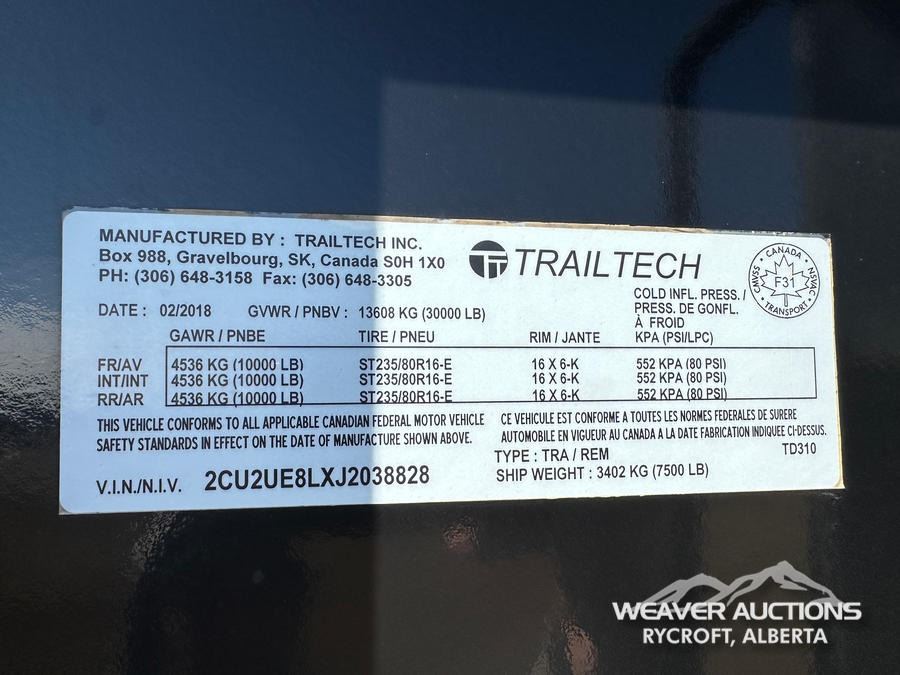 MANUFACTURED BY : TRAILTECH INC.
Box 988, Gravelbourg, SK, Canada S0H 1X0
PH: (306) 648-3158 Fax: (306) 648-3305
TRAILTECH
CANADA
CMVSS
NSVAC
F31
TRANSPORT
DATE : 02/2018 GVWR / PNBV : 13608 KG (30000 LB)
COLD INFL. PRESS. /
PRESS. DE GONFL.
À FROID
GAWR / PNBE TIRE / PNEU RIM / JANTE KPA (PSI/LPC)
FR/AV 4536 KG (10000 LB) ST235/80R16-E 16 X 6-K 552 KPA (80 PSI)
INT/INT 4536 KG (10000 LB) ST235/80R16-E 16 X 6-K 552 KPA (80 PSI)
RR/AR 4536 KG (10000 LB) ST235/80R16-E 16 X 6-K 552 KPA (80 PSI)
THIS VEHICLE CONFORMS TO ALL APPLICABLE CANADIAN FEDERAL MOTOR VEHICLE
SAFETY STANDARDS IN EFFECT ON THE DATE OF MANUFACTURE SHOWN ABOVE.
CE VEHICULE EST CONFORME A TOUTES LES NORMES FEDERALES DE SURERE
AUTOMOBILE EN VIGUEUR AU CANADA A LA DATE FABRICATION INDIQUEE CI-DESSUS.
TYPE : TRA / REM TD310
V.I.N./N.I.V. 2CU2UE8LXJ2038828
SHIP WEIGHT : 3402 KG (7500 LB)
WEAVER AUCTIONS
RYCROFT, ALBERTA